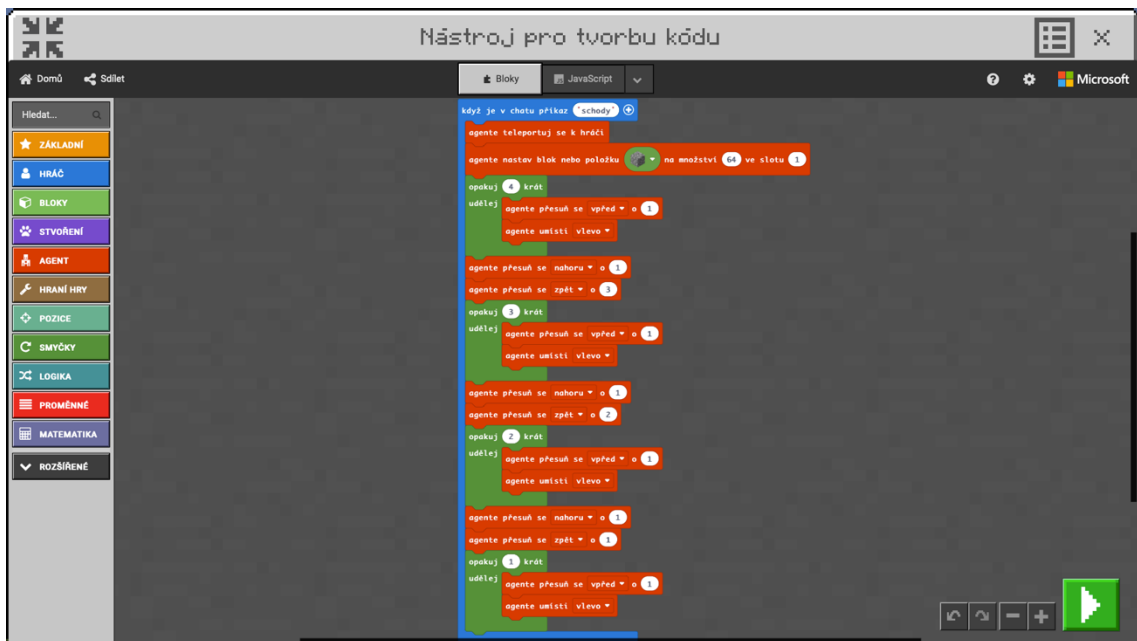 Nástroj pro tvorbu kódu
Domů Sdílet Bloky JavaScript Microsoft
Hledat...
ZÁKLADNÍ
HRÁČ
BLOKY
STVOŘENÍ
AGENT
HRANÍ HRY
POZICE
SMYČKY
LOGIKA
PROMĚNNÉ
MATEMATIKA
ROZŠÍŘENÉ
když je v chatu příkaz "schody"
agente teleportuj se k hráči
agente nastav blok nebo položku na množství 64 ve slotu 1
opakuj 4 krát
udělej agente přesuň se vpřed o 1
agente umísti vlevo
agente přesuň se nahoru o 1
agente přesuň se zpět o 3
opakuj 3 krát
udělej agente přesuň se vpřed o 1
agente umísti vlevo
agente přesuň se nahoru o 1
agente přesuň se zpět o 2
opakuj 2 krát
udělej agente přesuň se vpřed o 1
agente umísti vlevo
agente přesuň se nahoru o 1
agente přesuň se zpět o 1
opakuj 1 krát
udělej agente přesuň se vpřed o 1
agente umísti vlevo